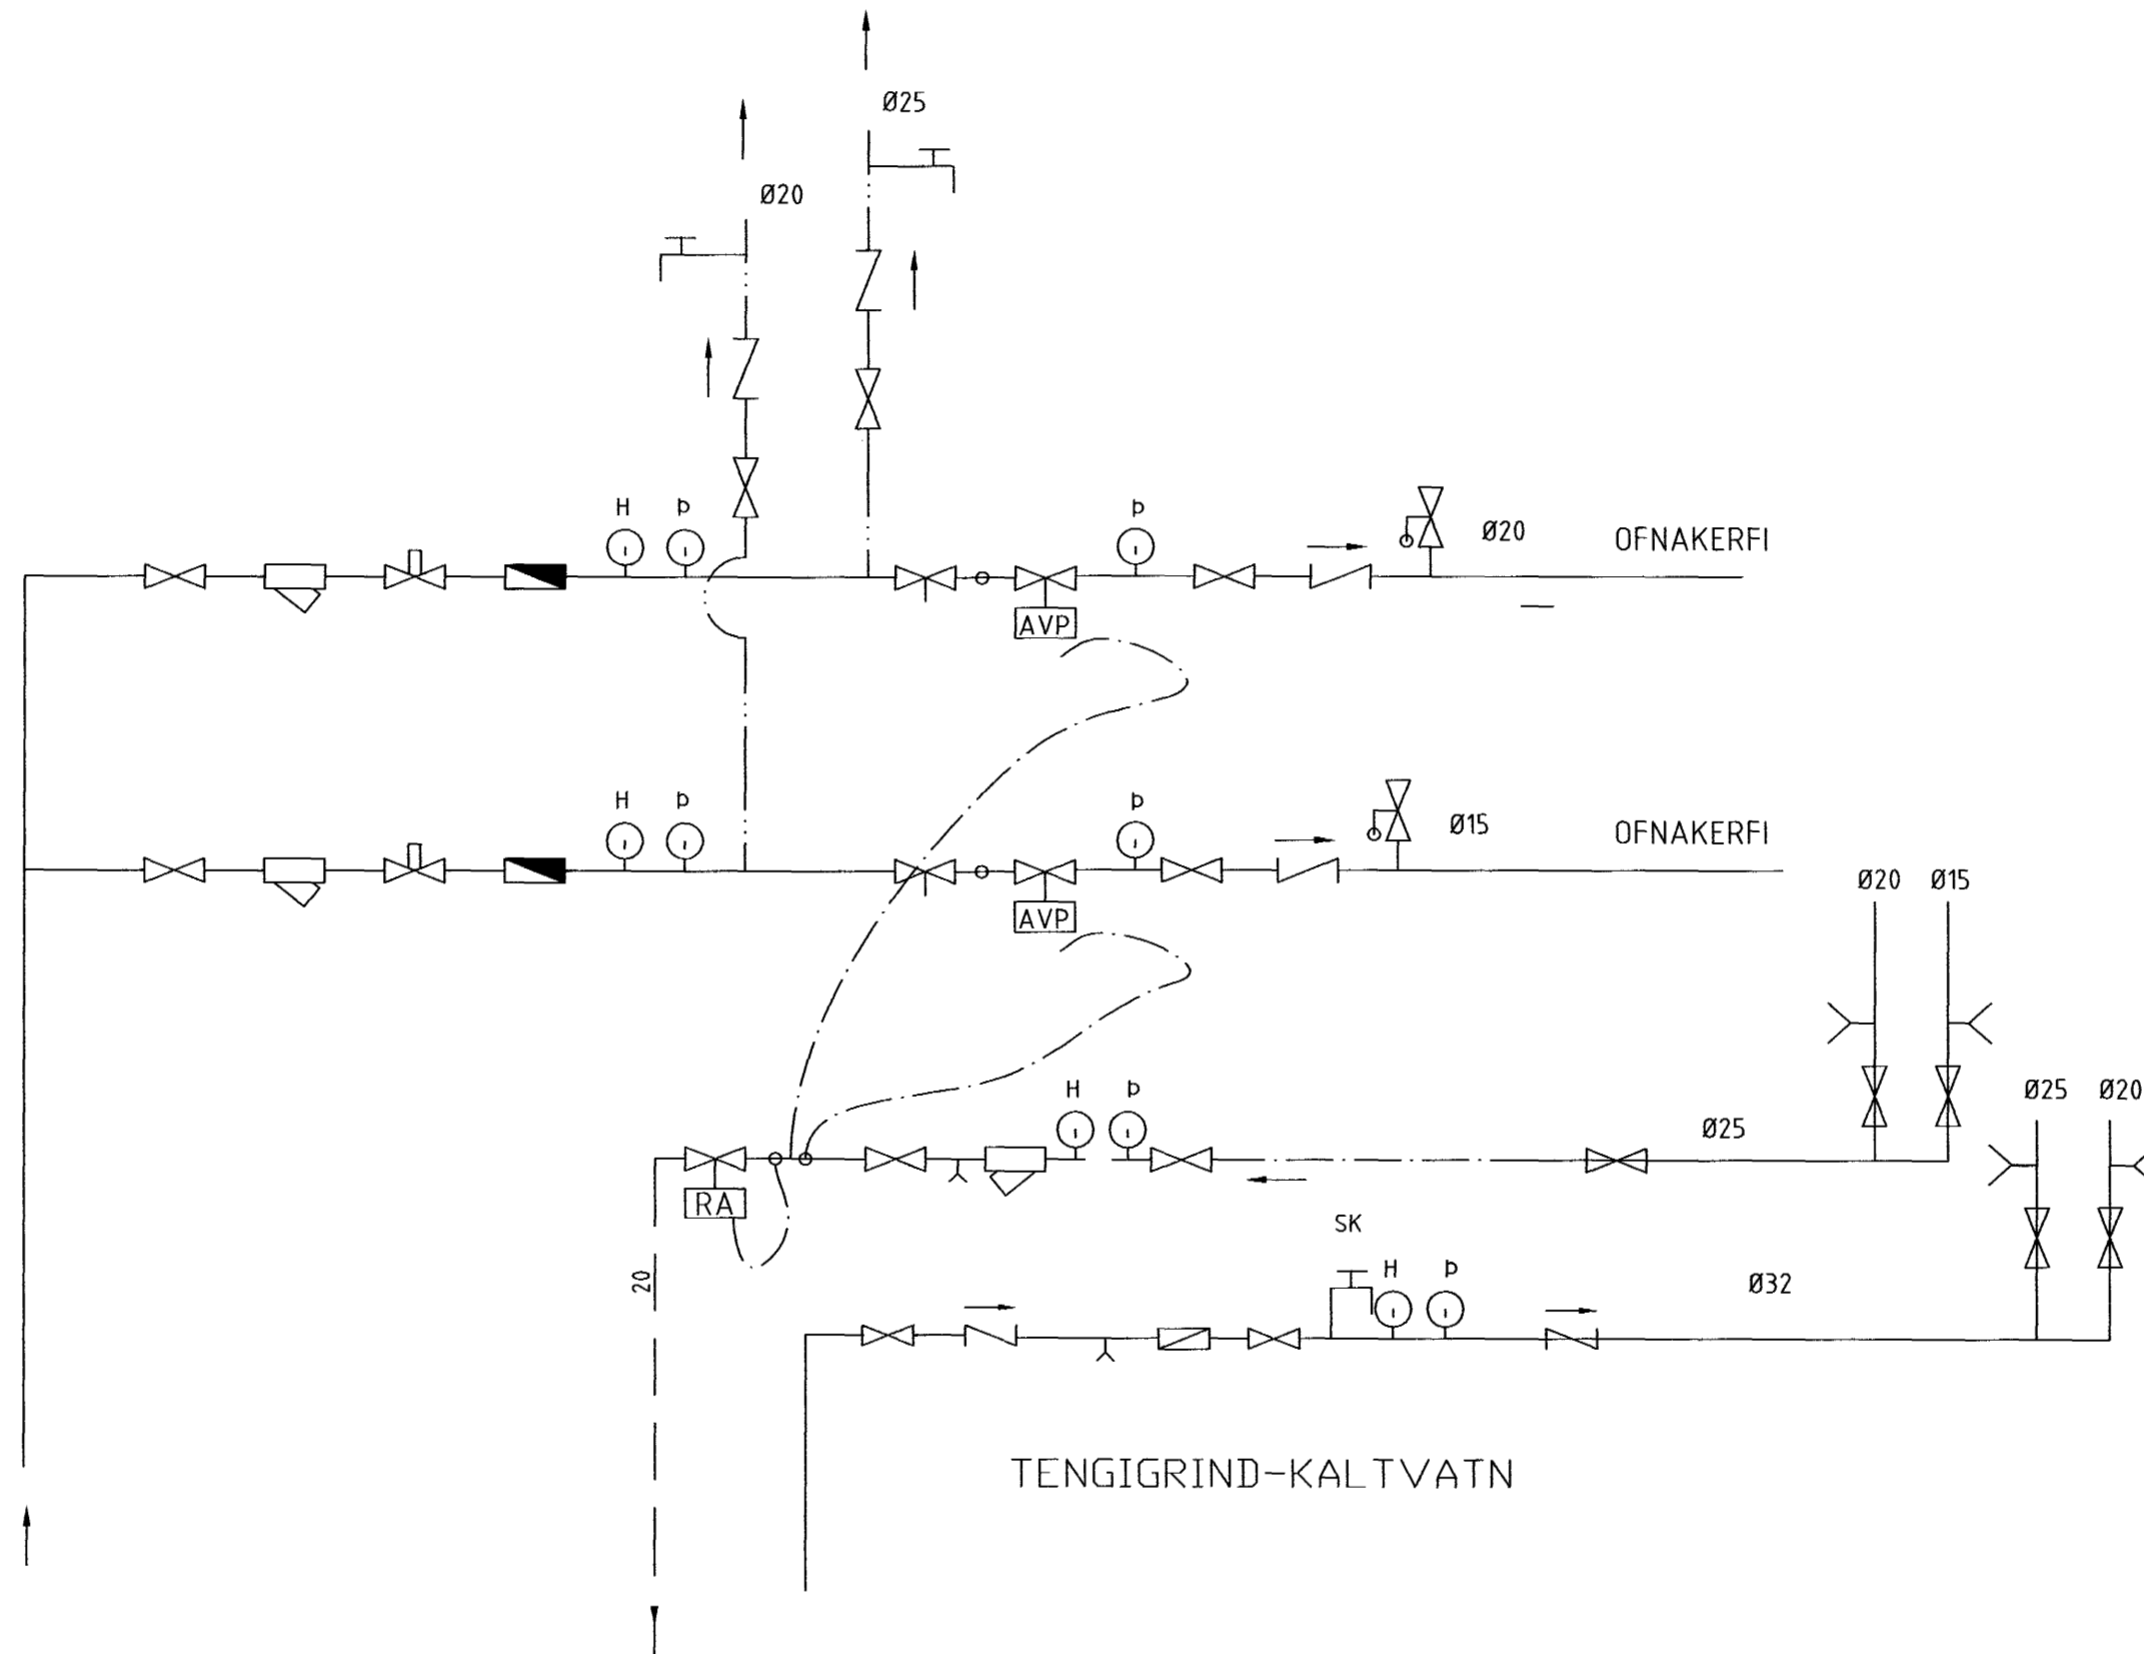 Ø25
Ø20
H
þ
þ
Ø20
OFNAKERFI
AVP
H
þ
þ
Ø15
OFNAKERFI
AVP
Ø20
Ø15
H
þ
Ø25
Ø25
Ø20
RA
SK
20
H
þ
Ø32
TENGIGRIND-KALTVATN